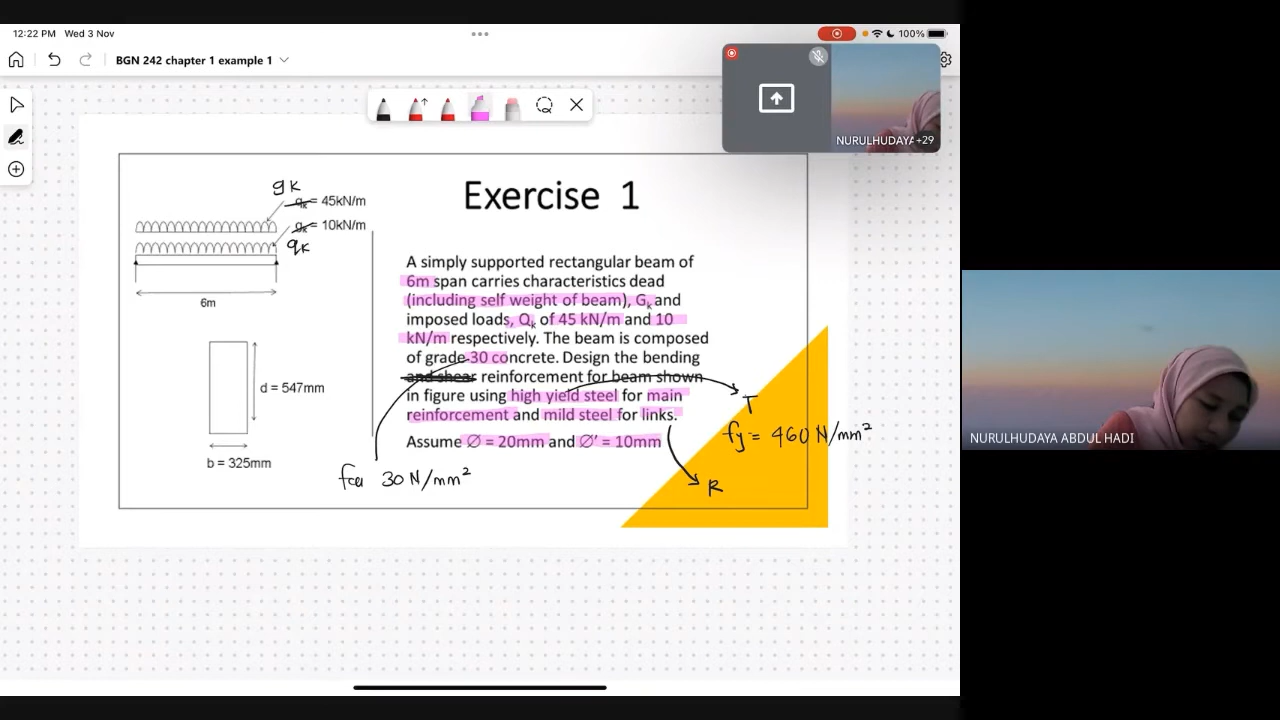 12:22 PM Wed 3 Nov
100%
BGN 242 chapter 1 example 1
NURULHUDAYA +29
Exercise 1
gk
qk = 45kN/m
gk = 10kN/m
qk
6m
d = 547mm
b = 325mm
A simply supported rectangular beam of
6m span carries characteristics dead
(including self weight of beam), Gk and
imposed loads, Qk of 45 kN/m and 10
kN/m respectively. The beam is composed
of grade 30 concrete. Design the bending
and shear reinforcement for beam shown
in figure using high yield steel for main
reinforcement and mild steel for links.
Assume ∅ = 20mm and ∅' = 10mm
T
fy = 460 N/mm²
fcu 30 N/mm²
R
NURULHUDAYA ABDUL HADI